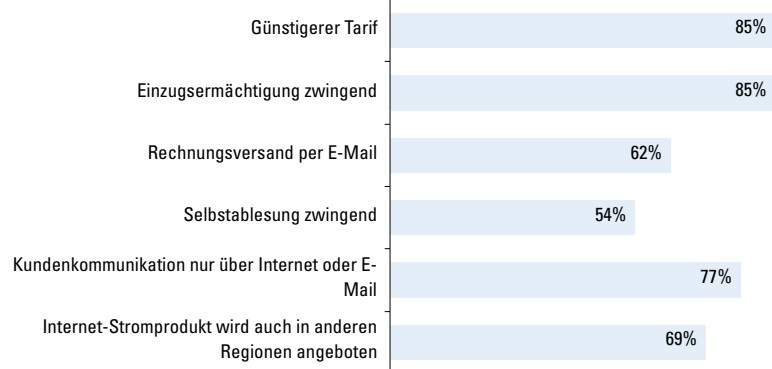 Günstigerer Tarif 85%
Einzugsermächtigung zwingend 85%
Rechnungsversand per E-Mail 62%
Selbstablesung zwingend 54%
Kundenkommunikation nur über Internet oder E-
Mail 77%
Internet-Stromprodukt wird auch in anderen
Regionen angeboten 69%